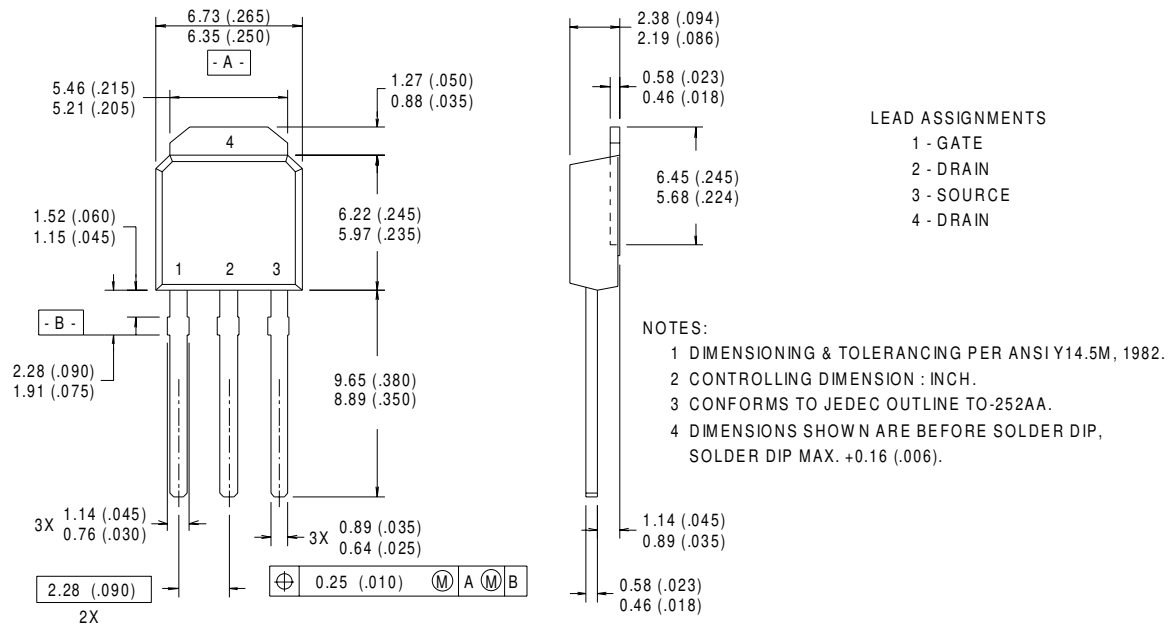 6.73 (.265)
6.35 (.250)
- A -
5.46 (.215)
5.21 (.205)
1.27 (.050)
0.88 (.035)
4
1.52 (.060)
1.15 (.045)
6.22 (.245)
5.97 (.235)
1 2 3
- B -
2.28 (.090)
1.91 (.075)
9.65 (.380)
8.89 (.350)
3X 1.14 (.045)
0.76 (.030)
3X 0.89 (.035)
0.64 (.025)
2.28 (.090)
2X
0.25 (.010) Ⓜ A Ⓜ B
2.38 (.094)
2.19 (.086)
0.58 (.023)
0.46 (.018)
6.45 (.245)
5.68 (.224)
1.14 (.045)
0.89 (.035)
0.58 (.023)
0.46 (.018)
LEAD ASSIGNMENTS
1 - GATE
2 - DRAIN
3 - SOURCE
4 - DRAIN
NOTES:
1 DIMENSIONING & TOLERANCING PER ANSI Y14.5M, 1982.
2 CONTROLLING DIMENSION : INCH.
3 CONFORMS TO JEDEC OUTLINE TO-252AA.
4 DIMENSIONS SHOWN ARE BEFORE SOLDER DIP,
SOLDER DIP MAX. +0.16 (.006).